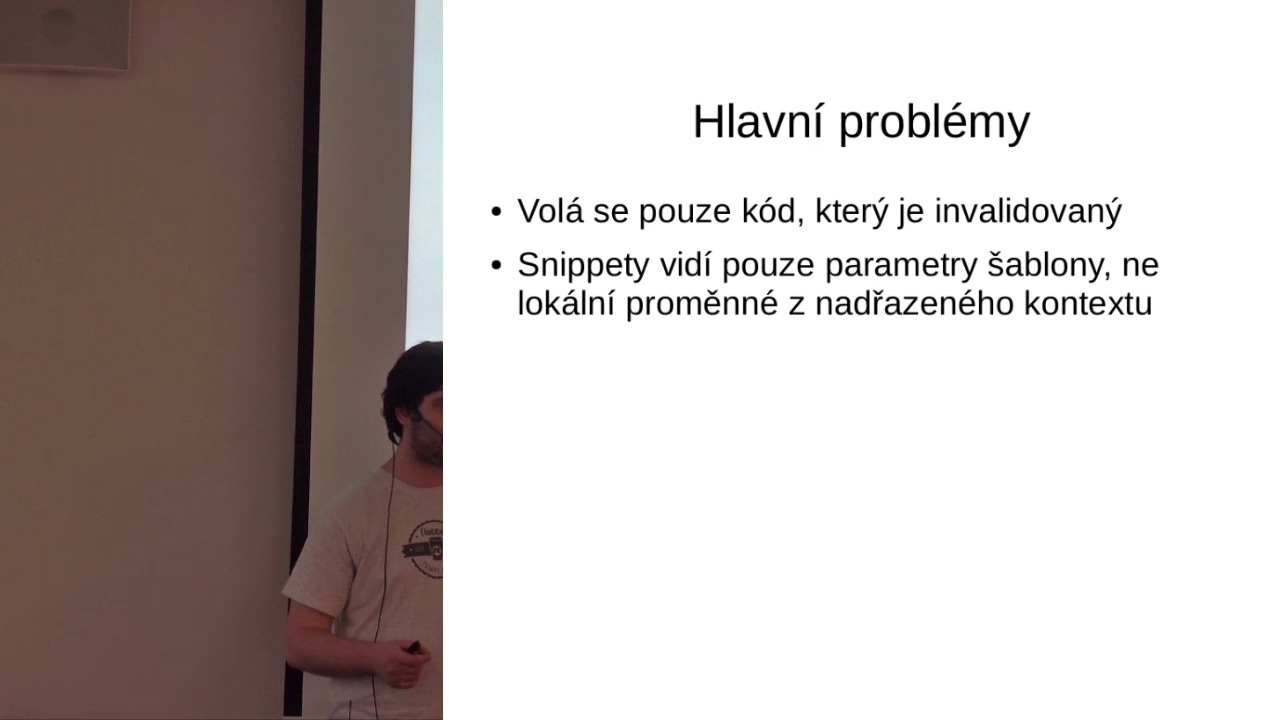 Hlavní problémy
• Volá se pouze kód, který je invalidovaný
• Snippety vidí pouze parametry šablony, ne
lokální proměnné z nadřazeného kontextu